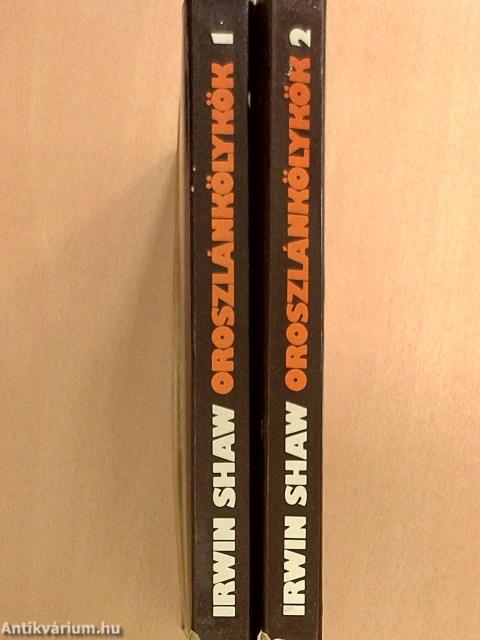 IRWIN SHAW OROSZLÁNKÖLYKÖK 1
IRWIN SHAW OROSZLÁNKÖLYKÖK 2
Antikvárium.hu